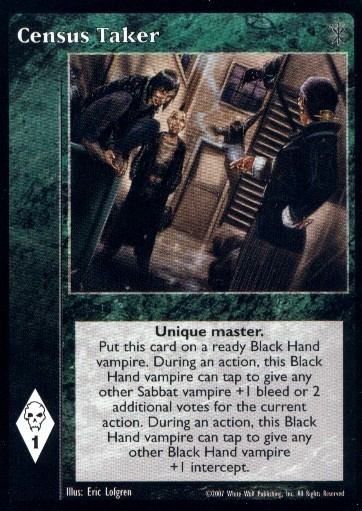 Census Taker
Unique master.
Put this card on a ready Black Hand
vampire. During an action, this Black
Hand vampire can tap to give any
other Sabbat vampire +1 bleed or 2
additional votes for the current
action. During an action, this Black
Hand vampire can tap to give any
other Black Hand vampire
+1 intercept.
1
Illus: Eric Lofgren
©2007 White Wolf Publishing, Inc. All Rights Reserved